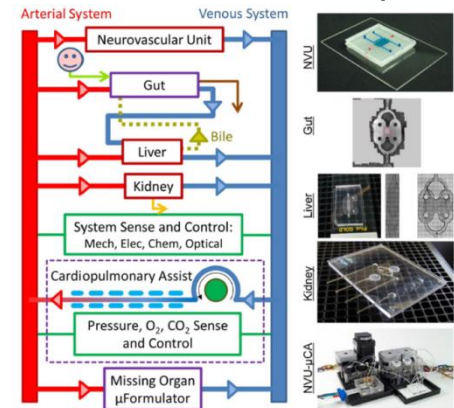 Arterial System
Venous System
Neurovascular Unit
Gut
Bile
Liver
Kidney
System Sense and Control:
Mech, Elec, Chem, Optical
Cardiopulmonary Assist
Pressure, O₂, CO₂ Sense
and Control
Missing Organ
µFormulator
NVU
Gut
Liver
Kidney
NVU-µCA